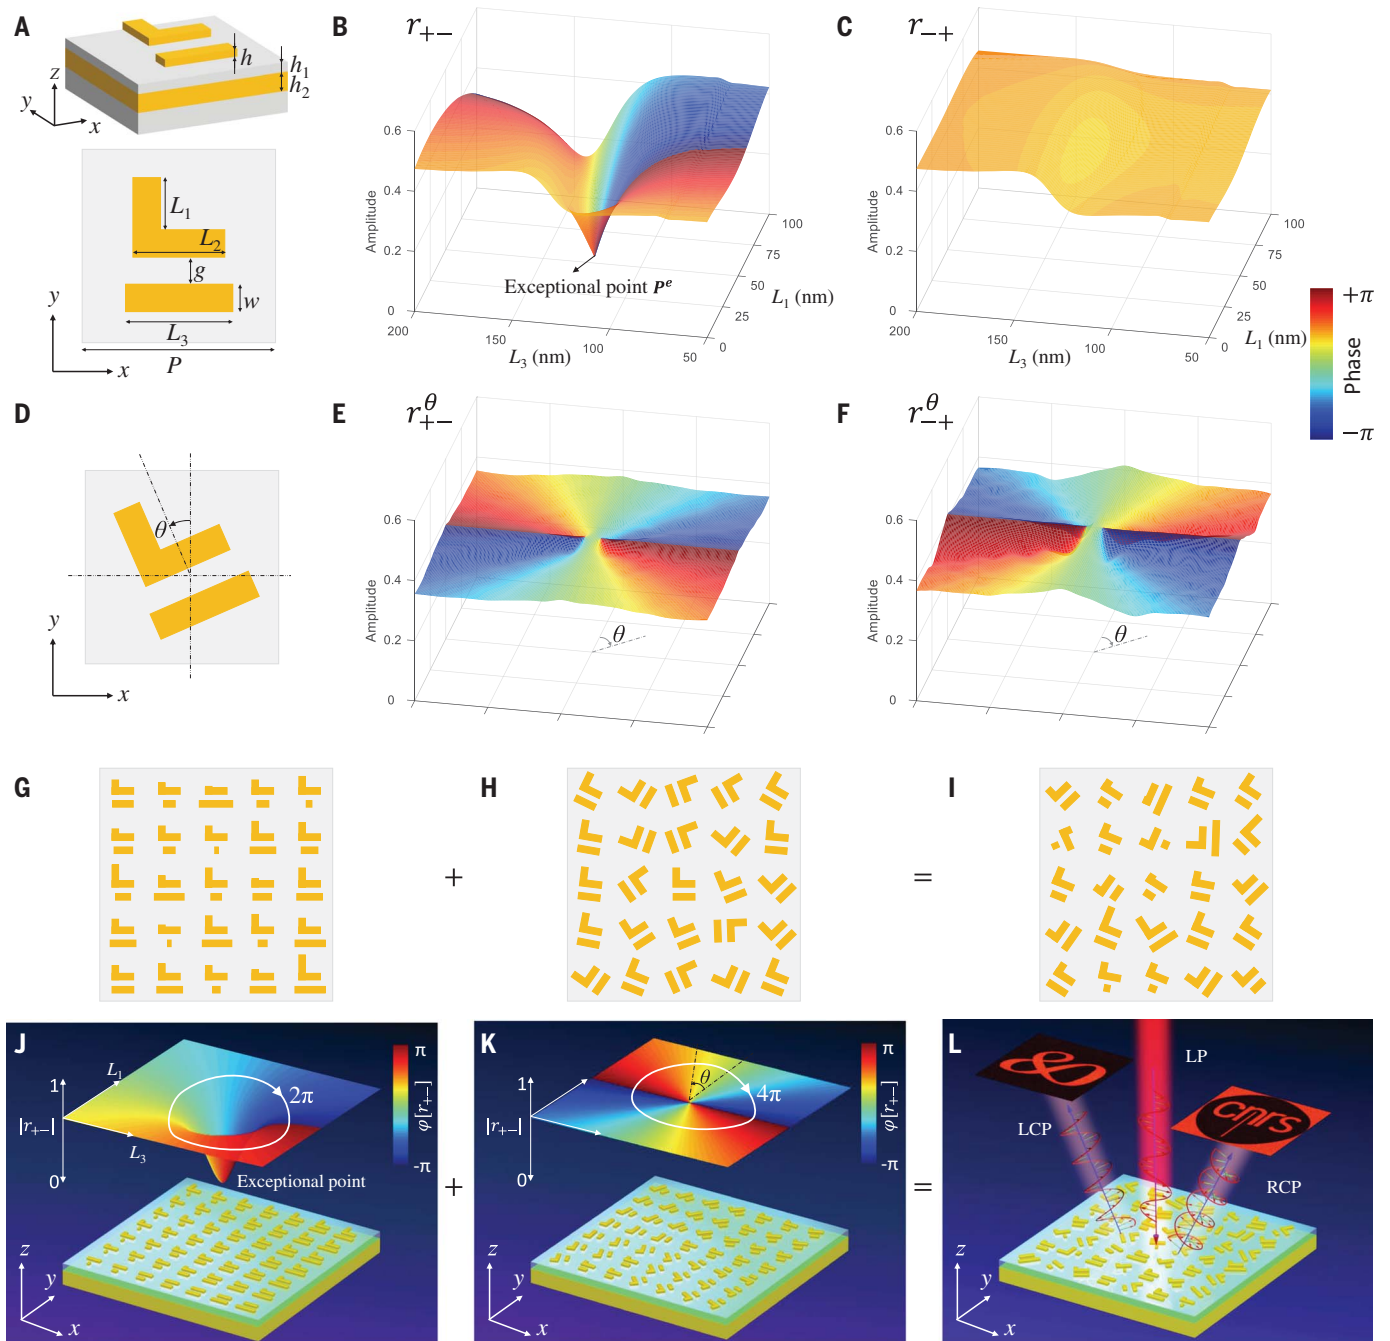 A
z
y
x
h
h₁
h₂
L₁
L₂
g
w
L₃
P
y
x
B
r₊₋
0.6
0.4
0.2
0
Amplitude
Exceptional point Pᵉ
200
150
100
50
L₃ (nm)
100
75
50
25
0
L₁ (nm)
C
r₋₊
0.6
0.4
0.2
0
Amplitude
200
150
100
50
L₃ (nm)
100
75
50
25
0
L₁ (nm)
+π
Phase
−π
D
θ
y
x
E
r₊₋^θ
0.6
0.4
0.2
0
Amplitude
θ
F
r₋₊^θ
0.6
0.4
0.2
0
Amplitude
θ
G
+
H
=
I
J
1
|r₊₋|
0
L₁
L₃
2π
Exceptional point
π
φ[r₊₋]
-π
z
y
x
+
K
1
|r₊₋|
0
θ
4π
π
φ[r₊₋]
-π
z
y
x
=
L
LP
LCP
RCP
cnrs
z
y
x